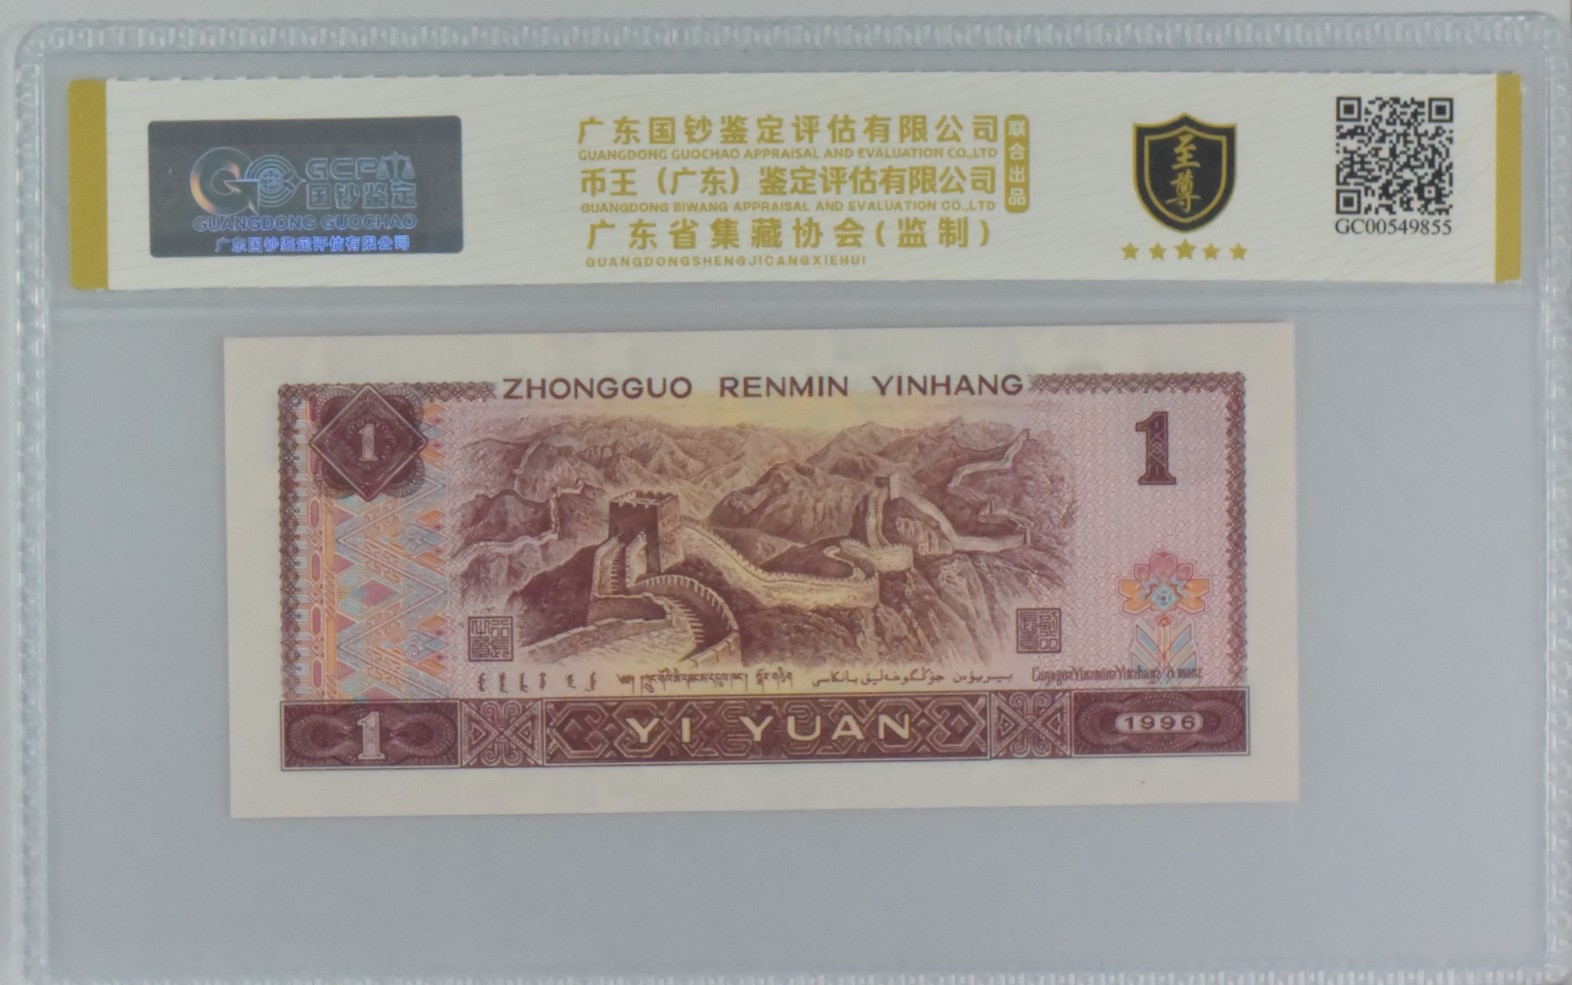 GCP
国钞鉴定
GUANGDONG GUOCHAO
广东国钞鉴定评估有限公司
广东国钞鉴定评估有限公司
GUANGDONG GUOCHAO APPRAISAL AND EVALUATION CO.,LTD
币王（广东）鉴定评估有限公司
GUANGDONG BIWANG APPRAISAL AND EVALUATION CO.,LTD
联合出品
广东省集藏协会(监制)
GUANGDONGSHENGJICANGXIEHUI
至尊
GC00549855
ZHONGGUO RENMIN YINHANG
1
1
1
YI YUAN
1996